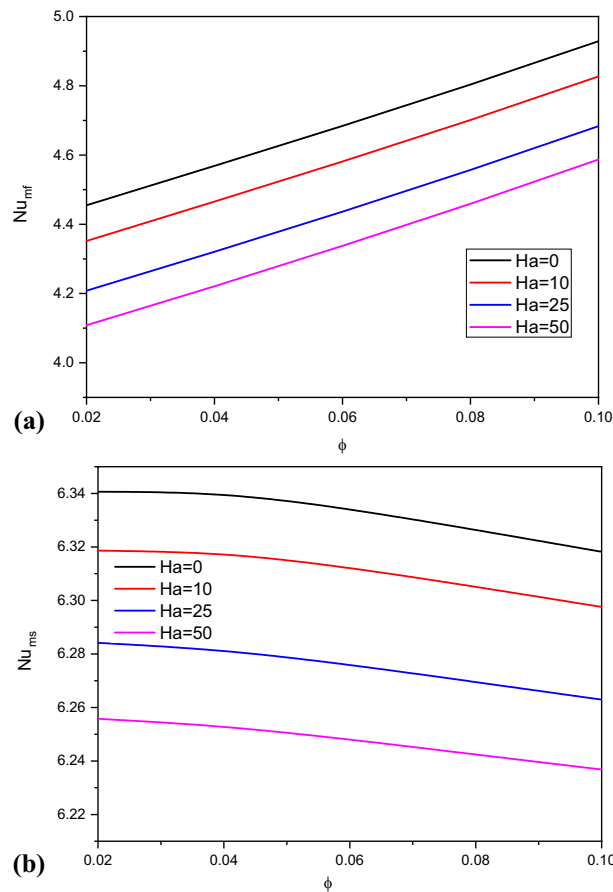 5.0
4.8
4.6
4.4
4.2
4.0
Nu_mf
Ha=0
Ha=10
Ha=25
Ha=50
0.02 0.04 0.06 0.08 0.10
ϕ
(a)
6.34
6.32
6.30
6.28
6.26
6.24
6.22
Nu_ms
Ha=0
Ha=10
Ha=25
Ha=50
0.02 0.04 0.06 0.08 0.10
ϕ
(b)